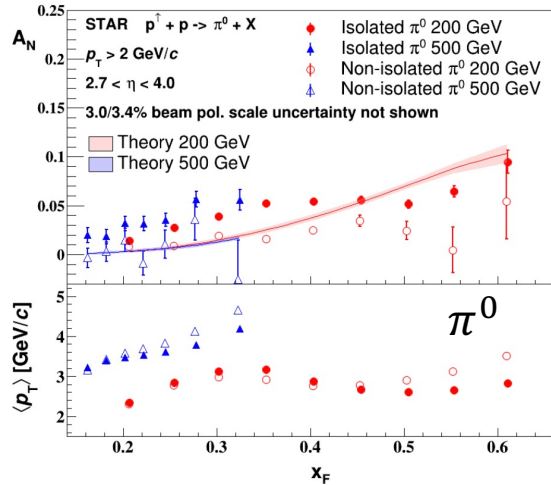 A_N
0.25
0.2
0.15
0.1
0.05
0
STAR p↑ + p -> π⁰ + X
p_T > 2 GeV/c
2.7 < η < 4.0
3.0/3.4% beam pol. scale uncertainty not shown
Theory 200 GeV
Theory 500 GeV
Isolated π⁰ 200 GeV
Isolated π⁰ 500 GeV
Non-isolated π⁰ 200 GeV
Non-isolated π⁰ 500 GeV
⟨p_T⟩ [GeV/c]
5
4
3
2
π⁰
0.2 0.3 0.4 0.5 0.6
x_F